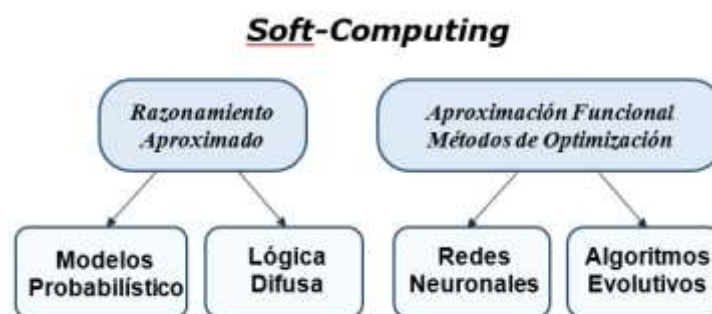 Soft-Computing
Razonamiento
Aproximado
Aproximación Funcional
Métodos de Optimización
Modelos
Probabilístico
Lógica
Difusa
Redes
Neuronales
Algoritmos
Evolutivos